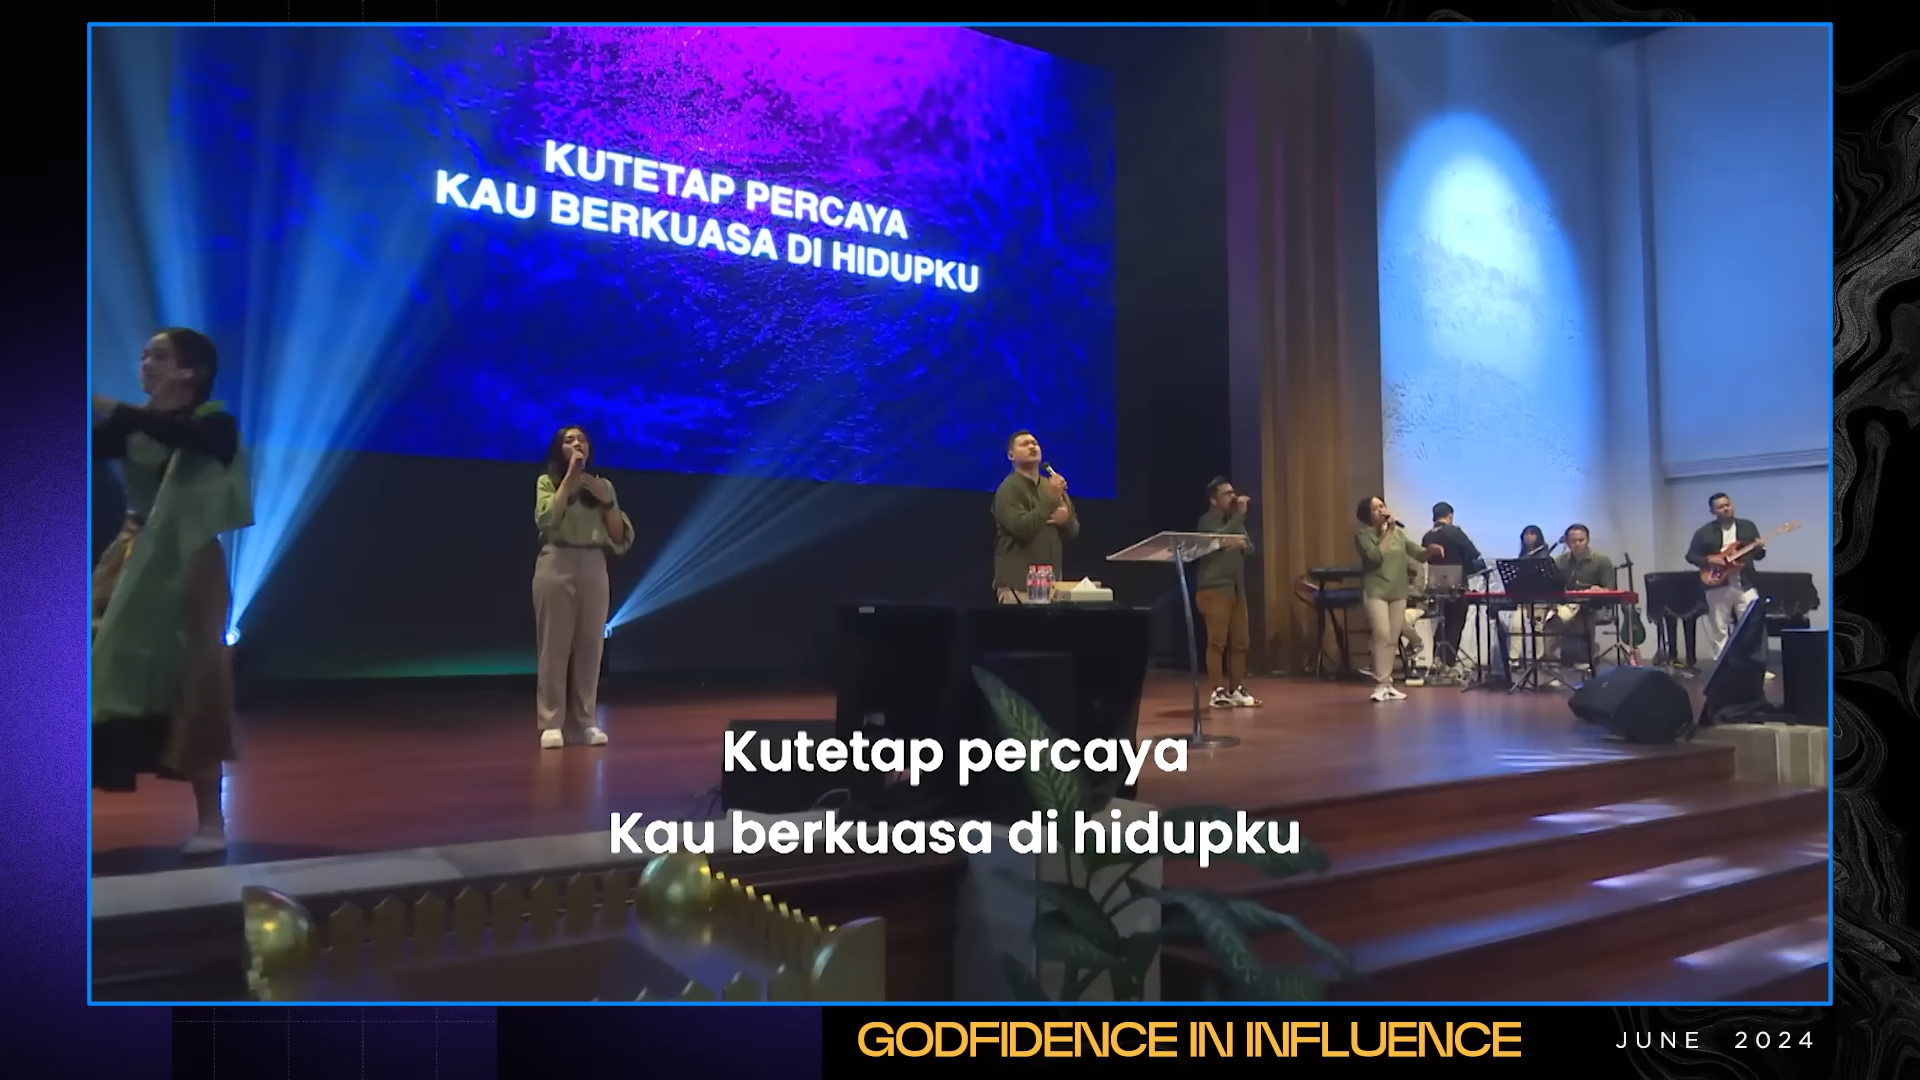 KUTETAP PERCAYA
KAU BERKUASA DI HIDUPKU
Kutetap percaya
Kau berkuasa di hidupku
GODFIDENCE IN INFLUENCE
JUNE 2024